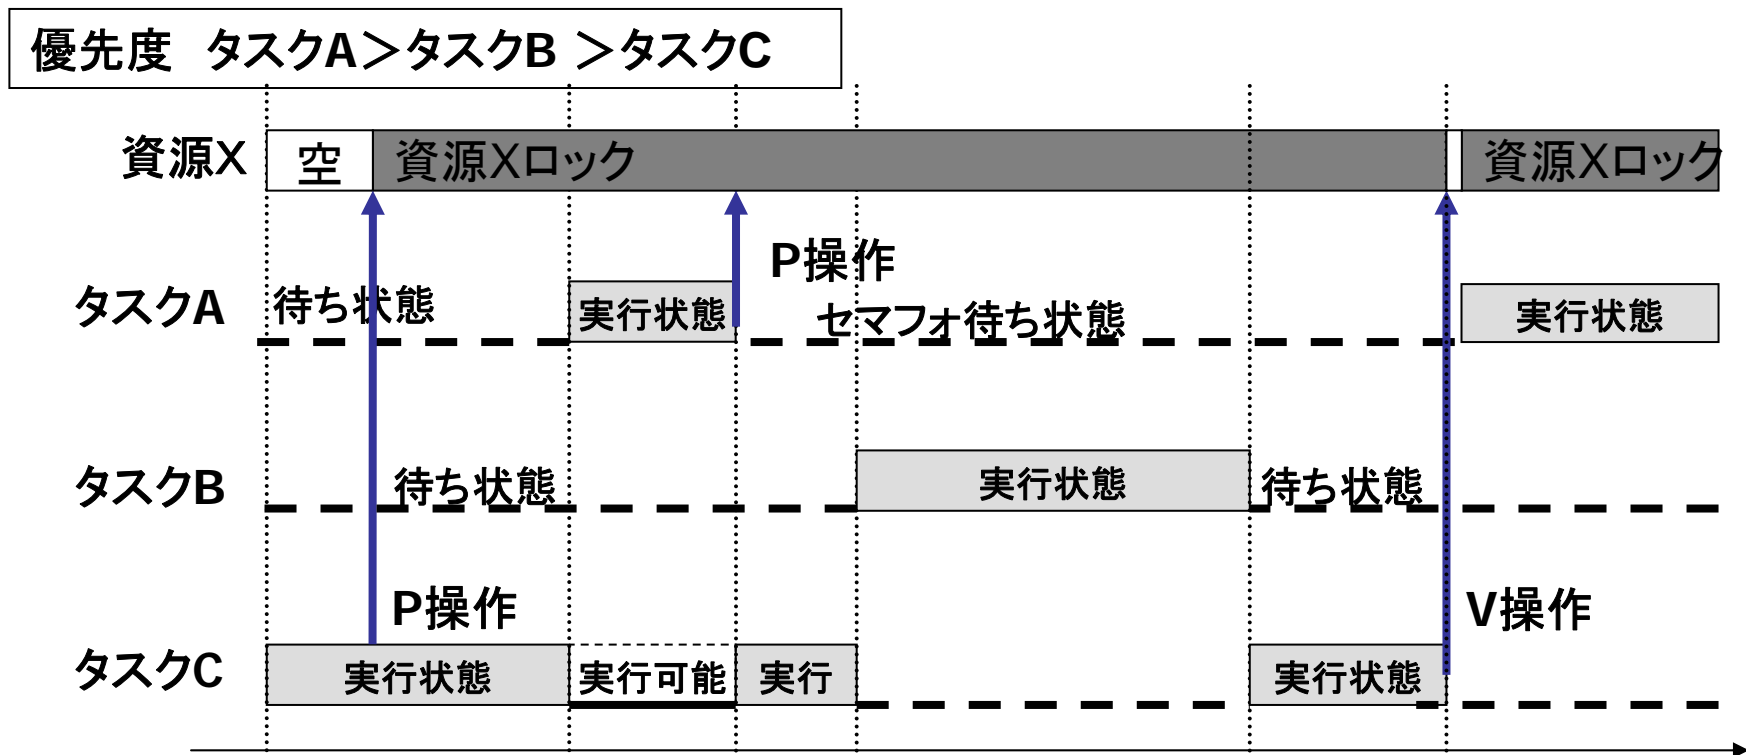 優先度 タスクA＞タスクB ＞タスクC
資源X 空 資源Xロック 資源Xロック
P操作
タスクA 待ち状態 実行状態 セマフォ待ち状態 実行状態
タスクB 待ち状態 実行状態 待ち状態
P操作 V操作
タスクC 実行状態 実行可能 実行 実行状態